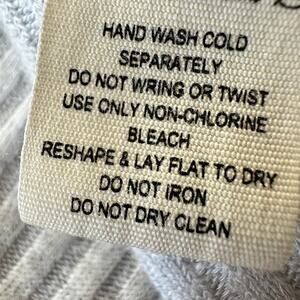 HAND WASH COLD
SEPARATELY
DO NOT WRING OR TWIST
USE ONLY NON-CHLORINE
BLEACH
RESHAPE & LAY FLAT TO DRY
DO NOT IRON
DO NOT DRY CLEAN